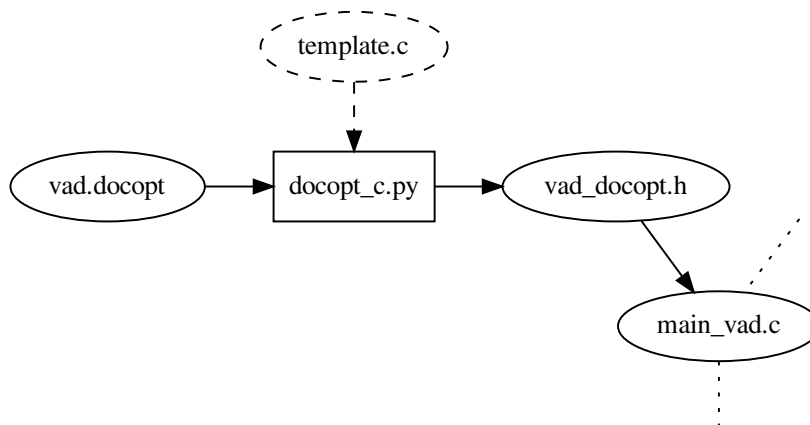 template.c
vad.docopt
docopt_c.py
vad_docopt.h
main_vad.c